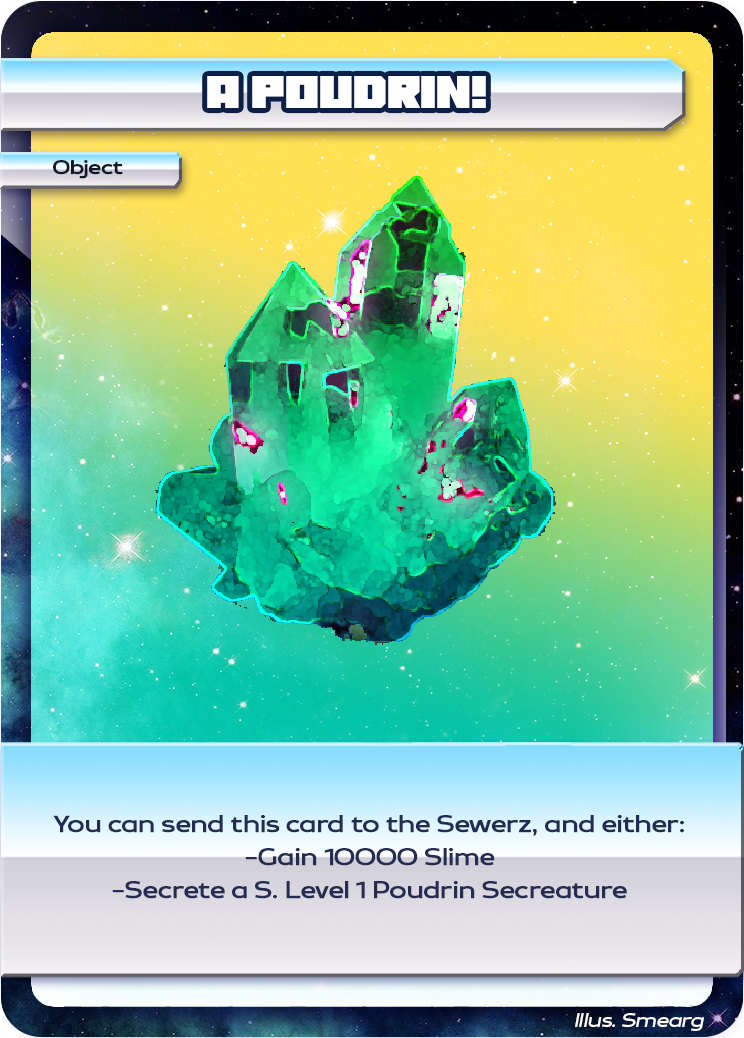 A POUDRIN!
Object
You can send this card to the Sewerz, and either:
-Gain 10000 Slime
-Secrete a S. Level 1 Poudrin Secreature
Illus. Smearg